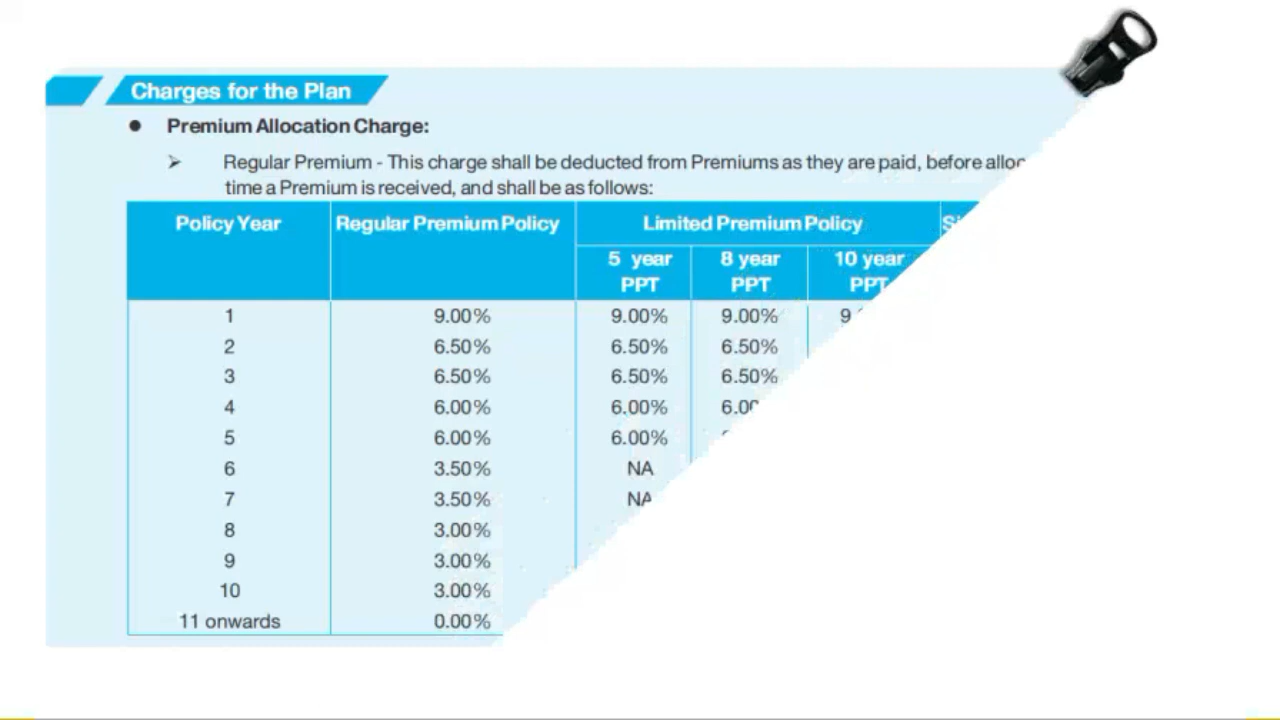 Charges for the Plan
● Premium Allocation Charge:
➢ Regular Premium - This charge shall be deducted from Premiums as they are paid, before
time a Premium is received, and shall be as follows:
Policy Year Regular Premium Policy Limited Premium Policy
5 year PPT 8 year PPT 10 year PPT
1 9.00% 9.00% 9.00%
2 6.50% 6.50% 6.50%
3 6.50% 6.50% 6.50%
4 6.00% 6.00%
5 6.00% 6.00%
6 3.50% NA
7 3.50% NA
8 3.00%
9 3.00%
10 3.00%
11 onwards 0.00%